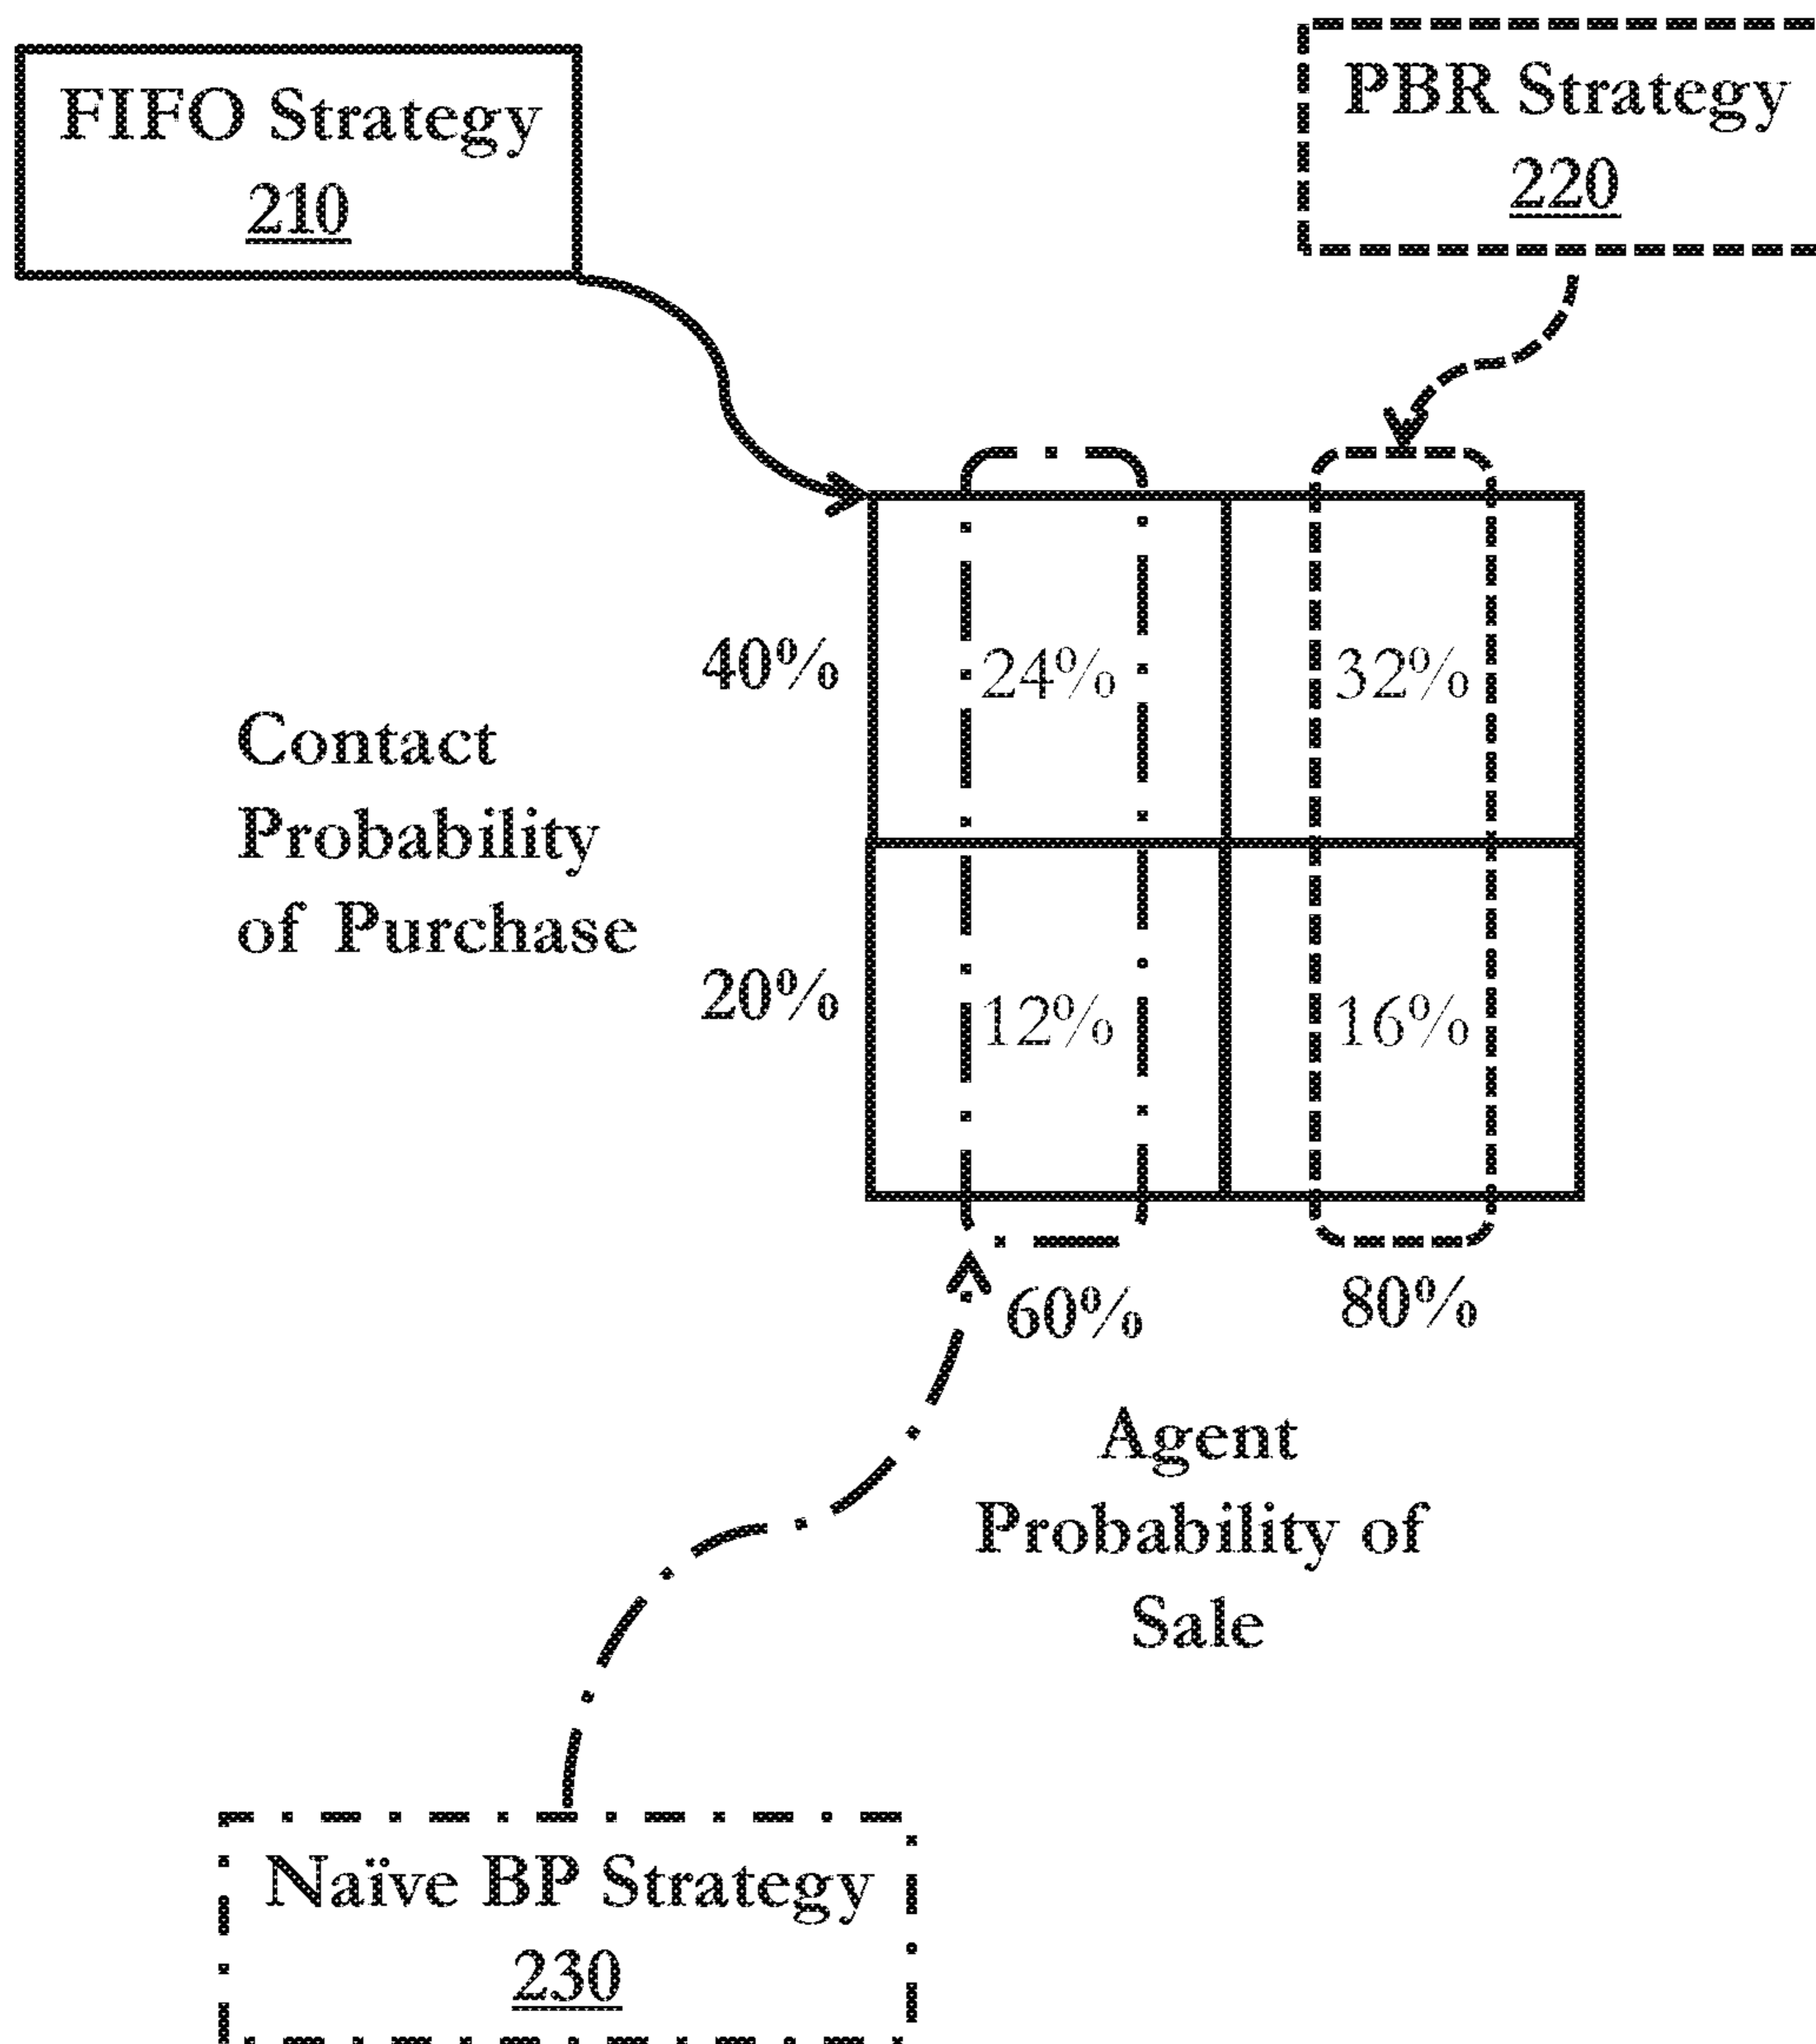 FIFO Strategy
210
PBR Strategy
220
40%
24%
32%
Contact
Probability
of Purchase
20%
12%
16%
60%
80%
Agent
Probability of
Sale
Naïve BP Strategy
230